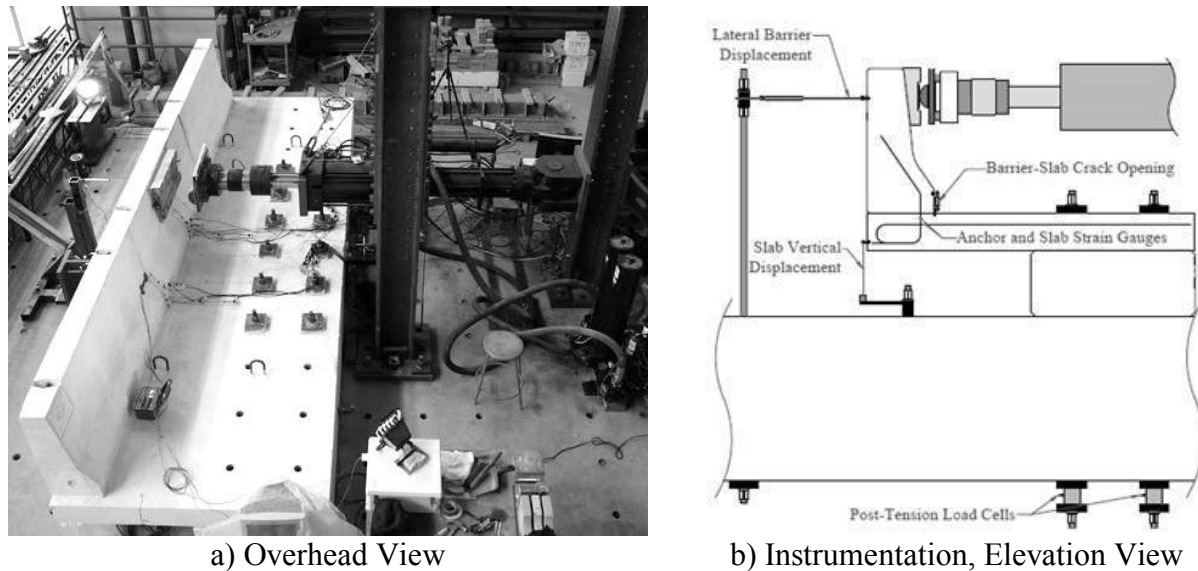 Lateral Barrier
Displacement
Barrier-Slab Crack Opening
Anchor and Slab Strain Gauges
Slab Vertical
Displacement
Post-Tension Load Cells
a) Overhead View
b) Instrumentation, Elevation View